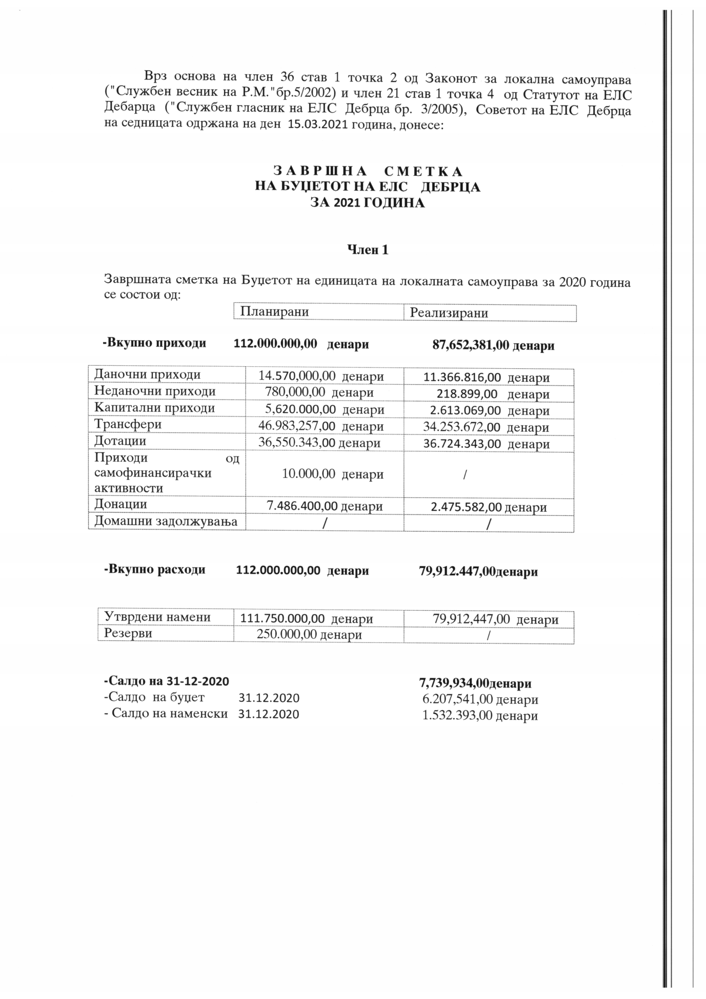 Врз основа на член 36 став 1 точка 2 од Законот за локална самоуправа
("Службен весник на Р.М."бр.5/2002) и член 21 став 1 точка 4 од Статутот на ЕЛС
Дебарца ("Службен гласник на ЕЛС Дебрца бр. 3/2005), Советот на ЕЛС Дебрца
на седницата одржана на ден 15.03.2021 година, донесе:
З А В Р Ш Н А С М Е Т К А
НА БУЏЕТОТ НА ЕЛС ДЕБРЦА
ЗА 2021 ГОДИНА
Член 1
Завршната сметка на Буџетот на единицата на локалната самоуправа за 2020 година
се состои од:
Планирани Реализирани
-Вкупно приходи 112.000.000,00 денари 87,652,381,00 денари
Даночни приходи 14.570,000,00 денари 11.366.816,00 денари
Неданочни приходи 780,000,00 денари 218.899,00 денари
Капитални приходи 5,620.000,00 денари 2.613.069,00 денари
Трансфери 46.983,257,00 денари 34.253.672,00 денари
Дотации 36,550.343,00 денари 36.724.343,00 денари
Приходи од
самофинансирачки 10.000,00 денари /
активности
Донации 7.486.400,00 денари 2.475.582,00 денари
Домашни задолжувања / /
-Вкупно расходи 112.000.000,00 денари 79,912.447,00денари
Утврдени намени 111.750.000,00 денари 79,912,447,00 денари
Резерви 250.000,00 денари /
-Салдо на 31-12-2020 7,739,934,00денари
-Салдо на буџет 31.12.2020 6.207,541,00 денари
- Салдо на наменски 31.12.2020 1.532.393,00 денари